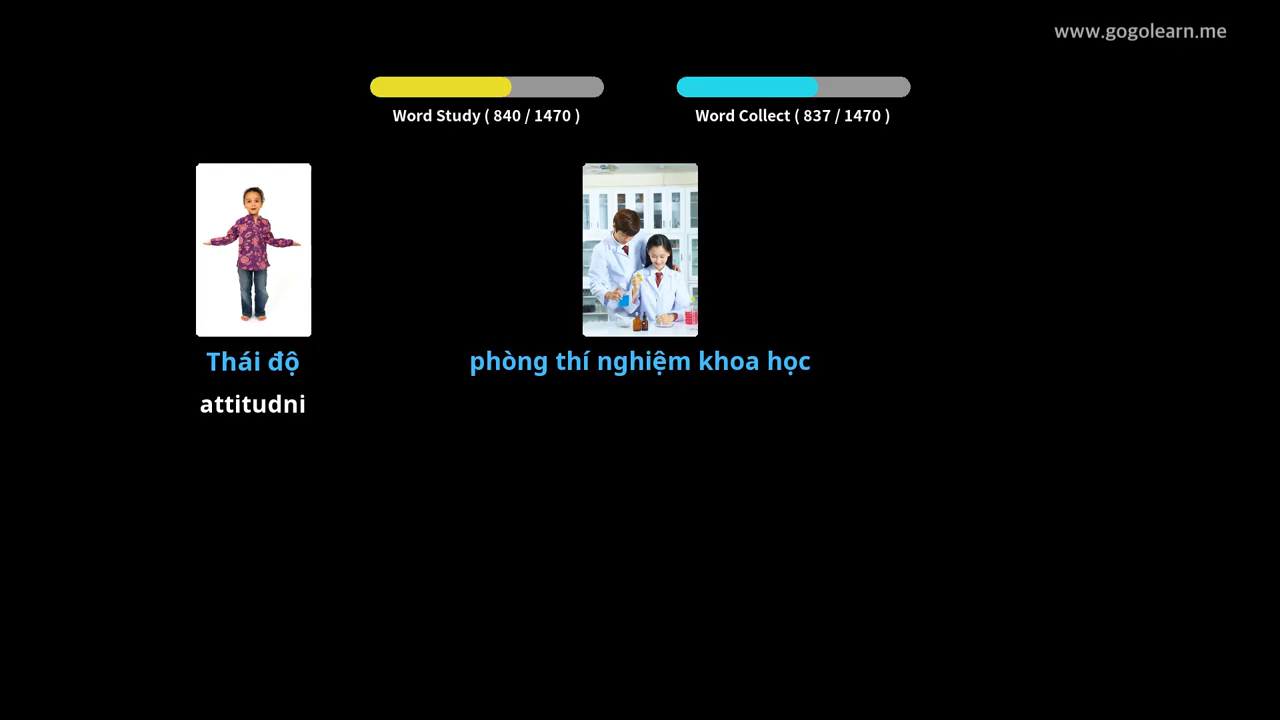 www.gogolearn.me
Word Study ( 840 / 1470 )
Word Collect ( 837 / 1470 )
Thái độ
attitudni
phòng thí nghiệm khoa học